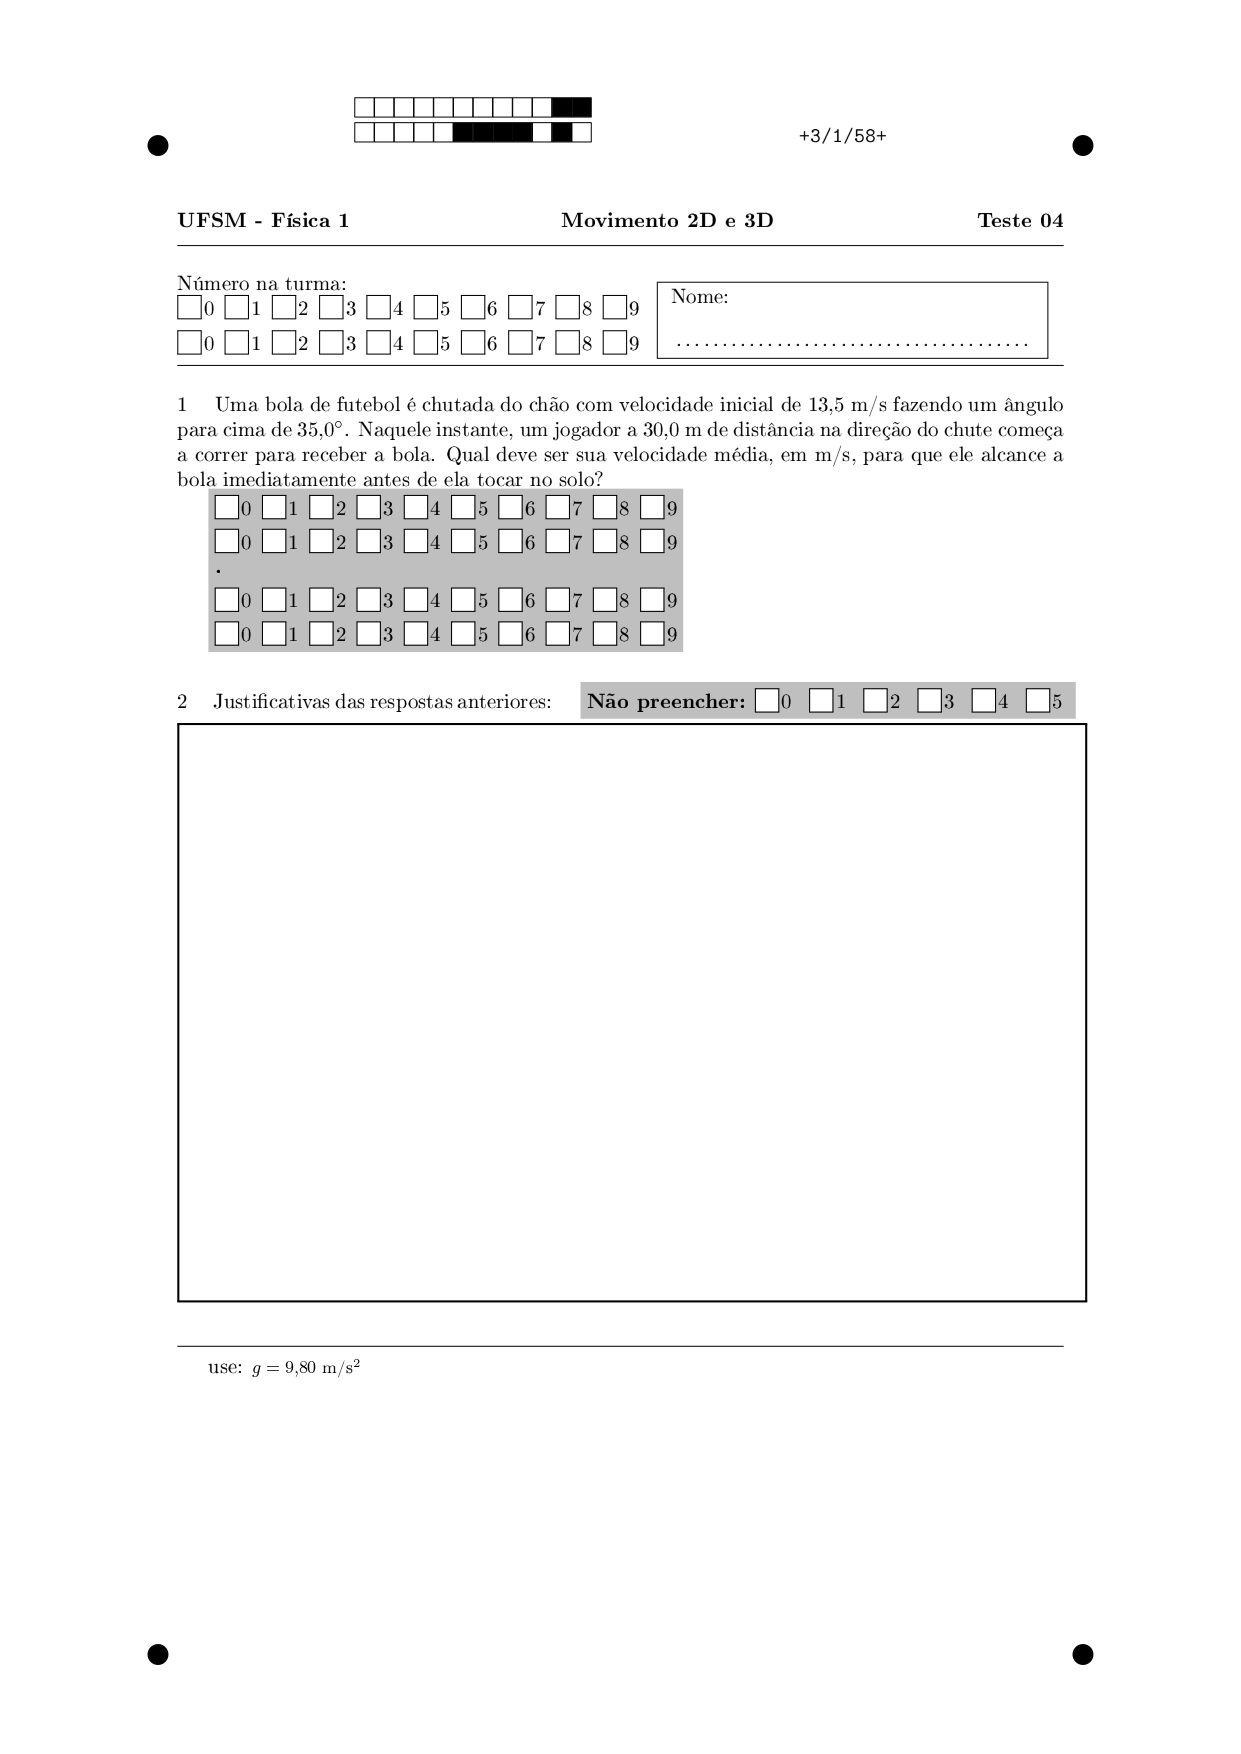 +3/1/58+
UFSM - Física 1 Movimento 2D e 3D Teste 04
Número na turma:
0 1 2 3 4 5 6 7 8 9
0 1 2 3 4 5 6 7 8 9
Nome:
......................................
1 Uma bola de futebol é chutada do chão com velocidade inicial de 13,5 m/s fazendo um ângulo
para cima de 35,0°. Naquele instante, um jogador a 30,0 m de distância na direção do chute começa
a correr para receber a bola. Qual deve ser sua velocidade média, em m/s, para que ele alcance a
bola imediatamente antes de ela tocar no solo?
0 1 2 3 4 5 6 7 8 9
0 1 2 3 4 5 6 7 8 9
.
0 1 2 3 4 5 6 7 8 9
0 1 2 3 4 5 6 7 8 9
2 Justificativas das respostas anteriores: Não preencher: 0 1 2 3 4 5
use: g = 9,80 m/s²